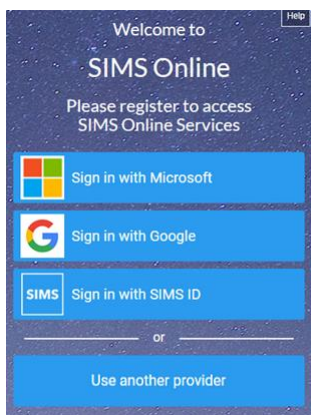 Help
Welcome to
SIMS Online
Please register to access
SIMS Online Services
Sign in with Microsoft
G Sign in with Google
SIMS Sign in with SIMS ID
or
Use another provider